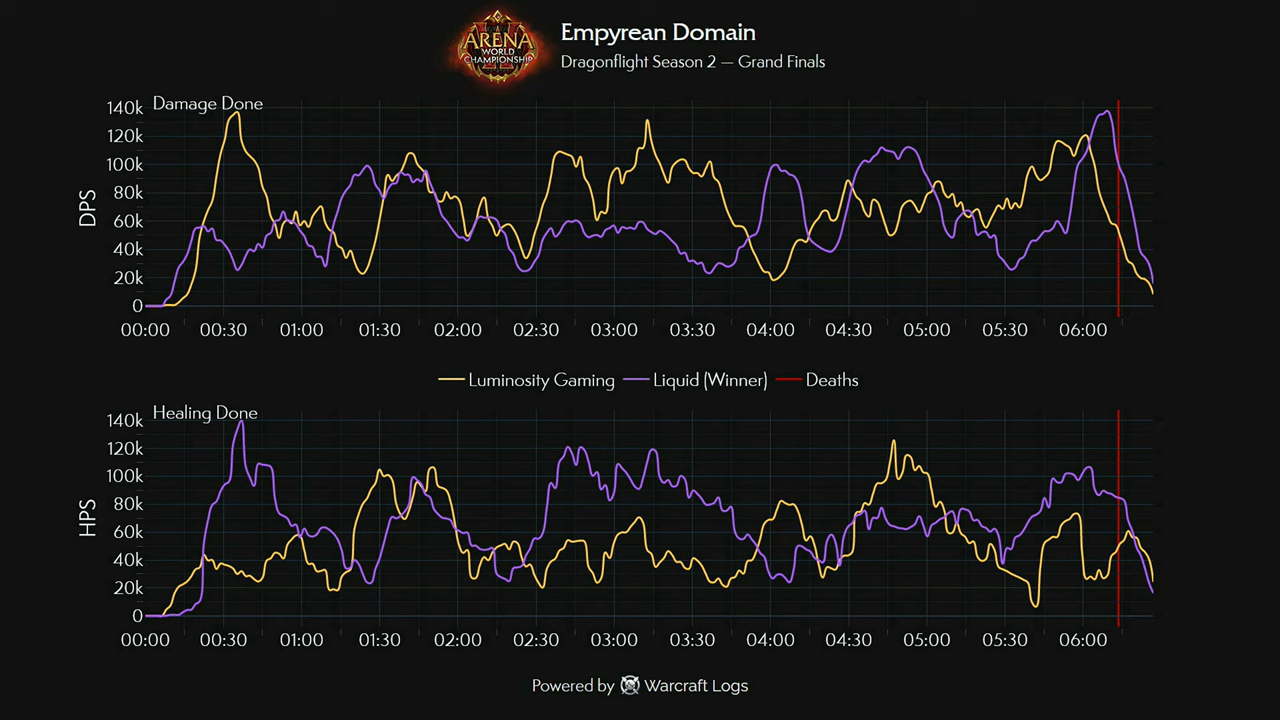 ARENA
WORLD
CHAMPIONSHIP
Empyrean Domain
Dragonflight Season 2 — Grand Finals
Damage Done
DPS
140k
120k
100k
80k
60k
40k
20k
0
00:00 00:30 01:00 01:30 02:00 02:30 03:00 03:30 04:00 04:30 05:00 05:30 06:00
Luminosity Gaming Liquid (Winner) Deaths
Healing Done
HPS
140k
120k
100k
80k
60k
40k
20k
0
00:00 00:30 01:00 01:30 02:00 02:30 03:00 03:30 04:00 04:30 05:00 05:30 06:00
Powered by Warcraft Logs